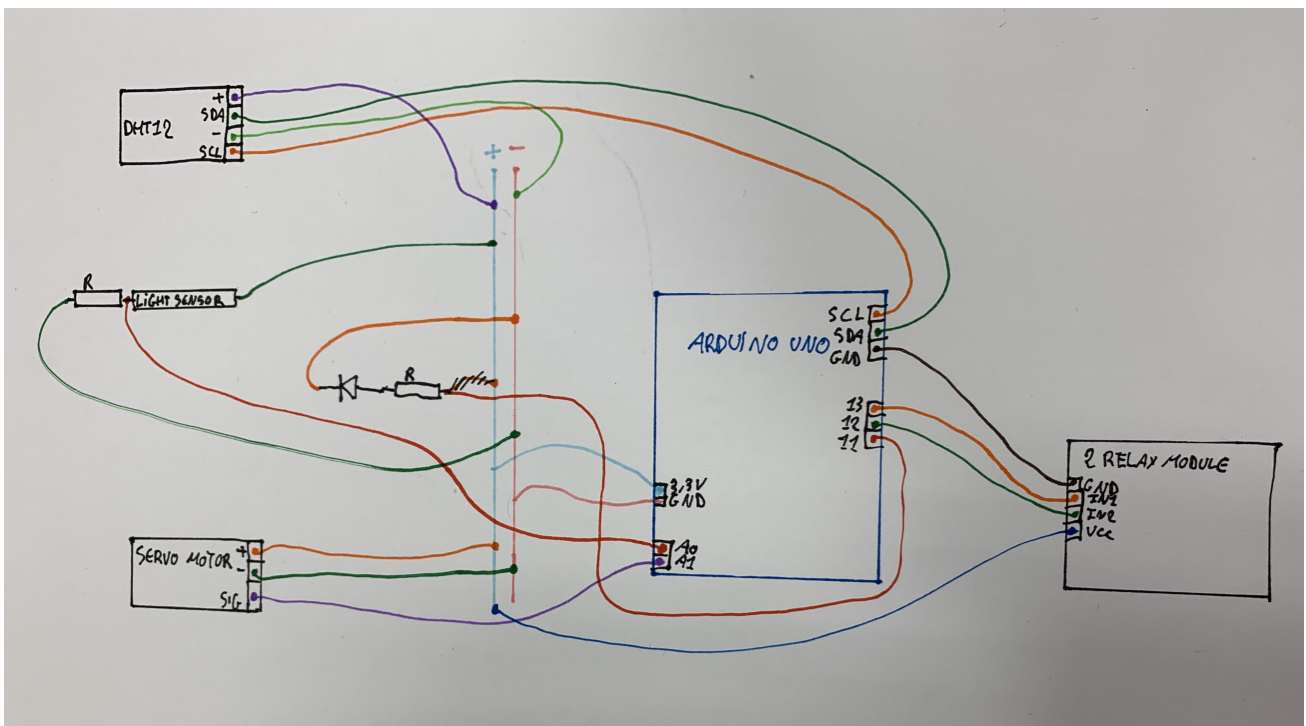 DHT12
+
SDA
-
SCL
+ -
R
LIGHT SENSOR
R
ARDUINO UNO
SCL
SDA
GND
13
12
11
3,3V
GND
A0
A1
SERVO MOTOR
+
-
SIG
2 RELAX MODULE
GND
IN1
IN2
Vcc